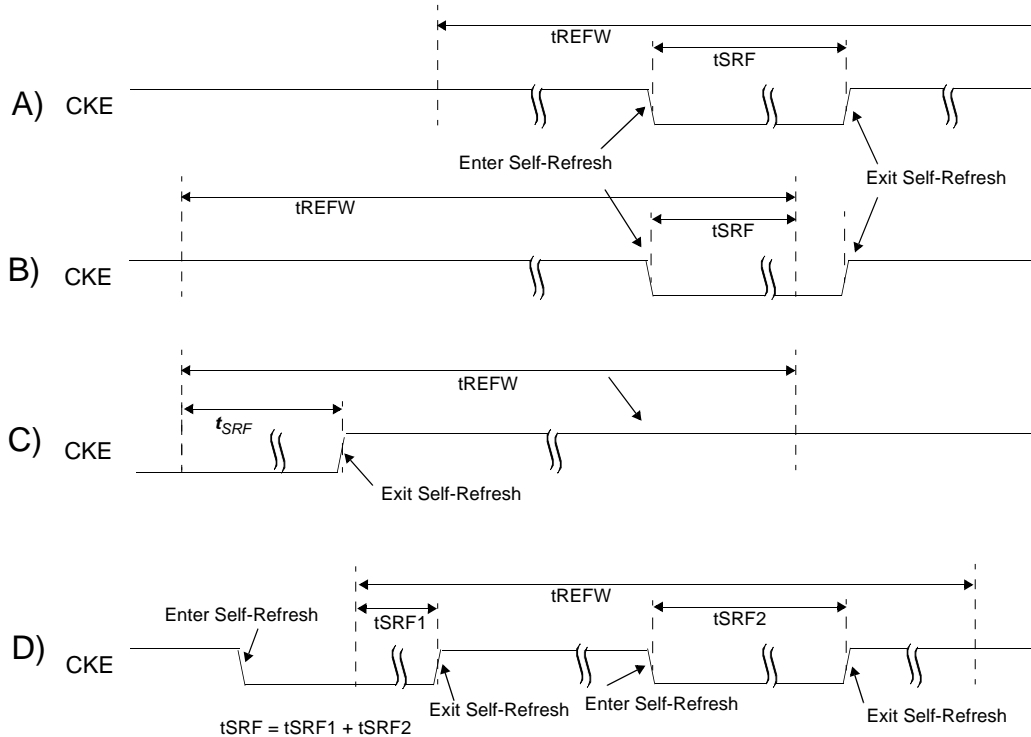 tREFW
tSRF
A) CKE
Enter Self-Refresh
Exit Self-Refresh
tREFW
tSRF
B) CKE
tREFW
tSRF
C) CKE
Exit Self-Refresh
tREFW
Enter Self-Refresh
tSRF1
tSRF2
D) CKE
Exit Self-Refresh
Enter Self-Refresh
Exit Self-Refresh
tSRF = tSRF1 + tSRF2